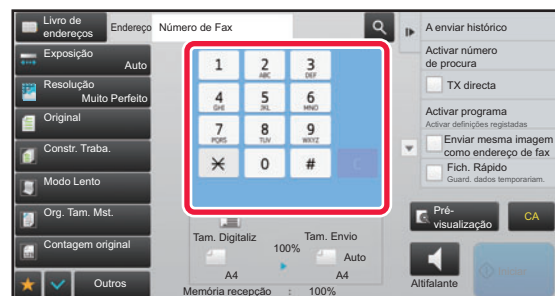 Livro de
endereços
Endereço
Número de Fax
Exposição
Auto
Resolução
Muito Perfeito
Original
Constr. Traba.
Modo Lento
Org. Tam. Mst.
Contagem original
Outros
1
2
ABC
3
DEF
4
GHI
5
JKL
6
MNO
7
PQRS
8
TUV
9
WXYZ
0
#
C
Tam. Digitaliz
100%
Tam. Envio
Auto
A4
A4
Memória recepção : 100%
A enviar histórico
Activar número
de procura
TX directa
Activar programa
Activar definições registadas
Enviar mesma imagem
como endereço de fax
Fich. Rápido
Guard. dados temporariam.
Pré-
visualização
CA
Altifalante
Iniciar